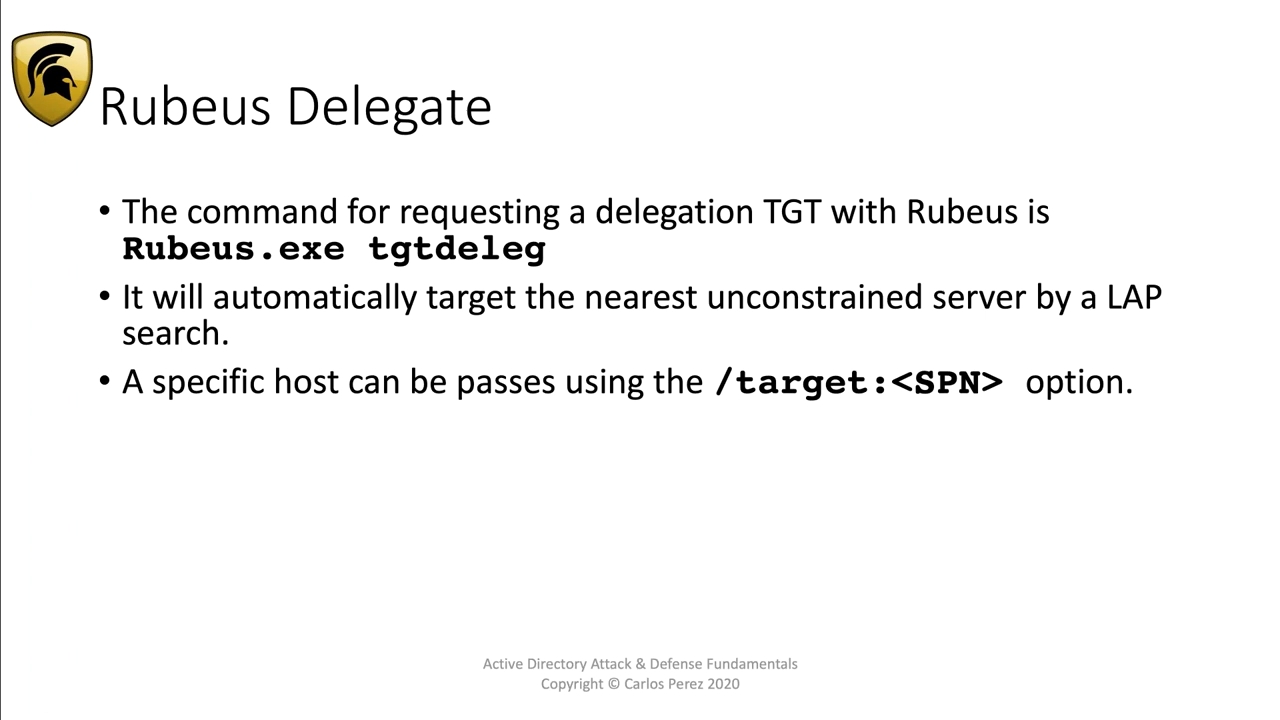 Rubeus Delegate
• The command for requesting a delegation TGT with Rubeus is
Rubeus.exe tgtdeleg
• It will automatically target the nearest unconstrained server by a LAP
search.
• A specific host can be passes using the /target:<SPN> option.
Active Directory Attack & Defense Fundamentals
Copyright © Carlos Perez 2020